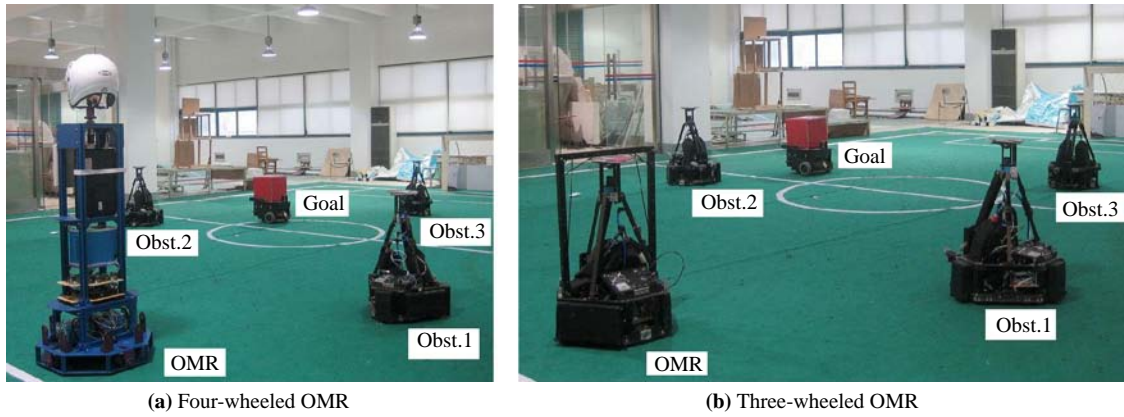 Goal
Obst.2
Obst.3
Obst.1
OMR
(a) Four-wheeled OMR
Goal
Obst.2
Obst.3
Obst.1
OMR
(b) Three-wheeled OMR